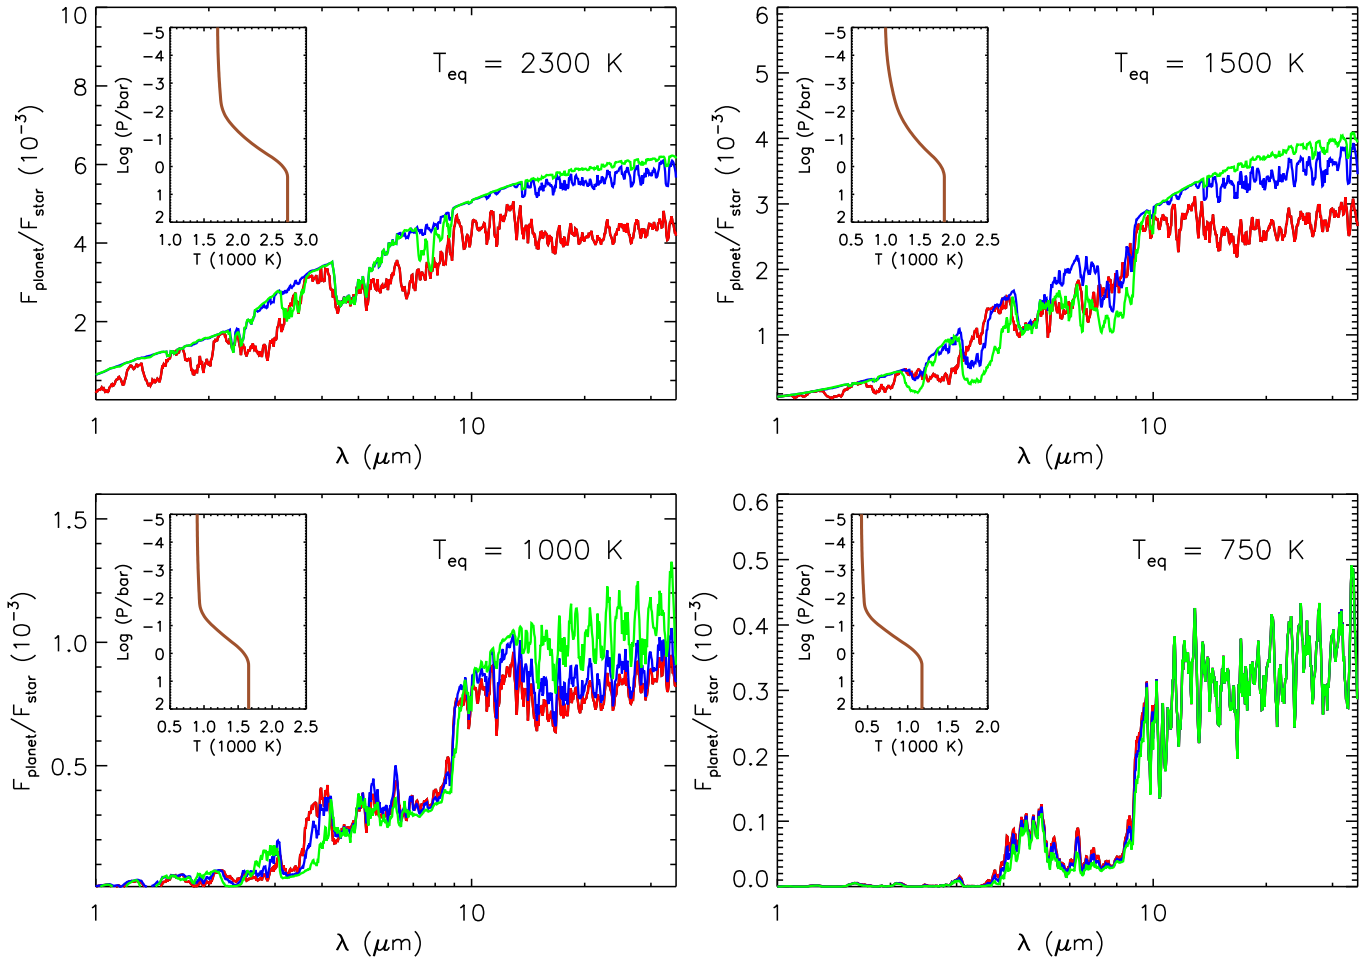 10
8
6
4
2
F_planet/F_star (10^−3)
−5
−4
−3
−2
−1
0
1
2
Log (P/bar)
1.0 1.5 2.0 2.5 3.0
T (1000 K)
T_eq = 2300 K
1 10
λ (μm)
6
5
4
3
2
1
F_planet/F_star (10^−3)
−5
−4
−3
−2
−1
0
1
2
Log (P/bar)
0.5 1.0 1.5 2.0 2.5
T (1000 K)
T_eq = 1500 K
1 10
λ (μm)
1.5
1.0
0.5
F_planet/F_star (10^−3)
−5
−4
−3
−2
−1
0
1
2
Log (P/bar)
0.5 1.0 1.5 2.0 2.5
T (1000 K)
T_eq = 1000 K
1 10
λ (μm)
0.6
0.5
0.4
0.3
0.2
0.1
0.0
F_planet/F_star (10^−3)
−5
−4
−3
−2
−1
0
1
2
Log (P/bar)
0.5 1.0 1.5 2.0
T (1000 K)
T_eq = 750 K
1 10
λ (μm)